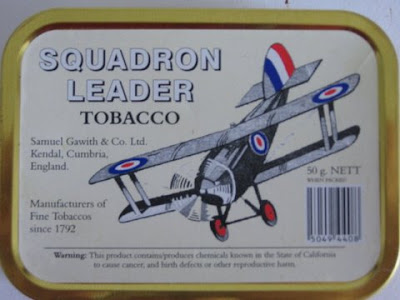 SQUADRON
LEADER
TOBACCO
Samuel Gawith & Co. Ltd.
Kendal, Cumbria,
England.
50 g. NETT
Manufacturers of
Fine Tobaccos
since 1792
Warning: This product contains/produces chemicals known in the State of California
to cause cancer, and birth defects or other reproductive harm.